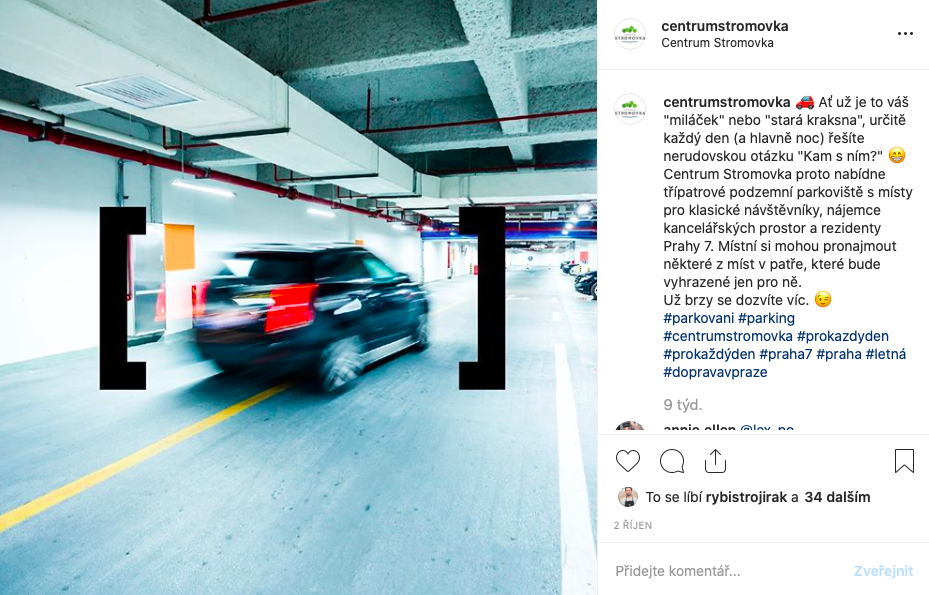 centrumstromovka
Centrum Stromovka
STROMOVKA
STROMOVKA
centrumstromovka 🚗 Ať už je to váš
"miláček" nebo "stará kraksna", určitě
každý den (a hlavně noc) řešíte
nerudovskou otázku "Kam s ním?" 😁
Centrum Stromovka proto nabídne
třípatrové podzemní parkoviště s místy
pro klasické návštěvníky, nájemce
kancelářských prostor a rezidenty
Prahy 7. Místní si mohou pronajmout
některé z míst v patře, které bude
vyhrazené jen pro ně.
Už brzy se dozvíte víc. 😉
#parkovani #parking
#centrumstromovka #prokazdyden
#prokaždýden #praha7 #praha #letná
#dopravavpraze
9 týd.
annie.ellen @lex_po
To se líbí rybistrojirak a 34 dalším
2 ŘÍJEN
Přidejte komentář...
Zveřejnit
[ ]